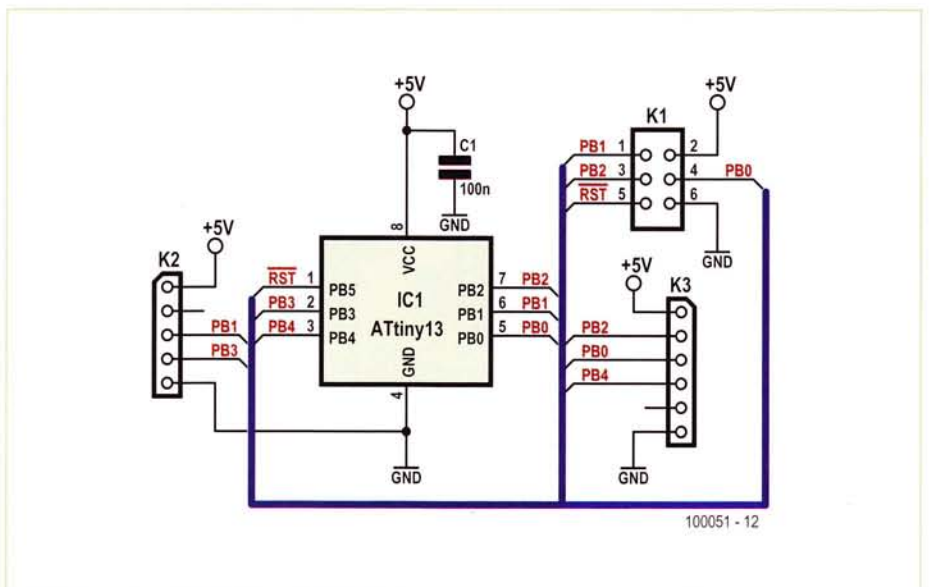 +5V
+5V
K1
C1
100n
GND
PB1 1 2
PB2 3 4 PB0
RST 5 6
GND
+5V
K2
PB1
PB3
8
VCC
RST 1 PB5
PB3 2 PB3
PB4 3 PB4
IC1
ATtiny13
PB2 7 PB2
PB1 6 PB1
PB0 5 PB0
GND
4
GND
+5V
K3
PB2
PB0
PB4
GND
100051 - 12